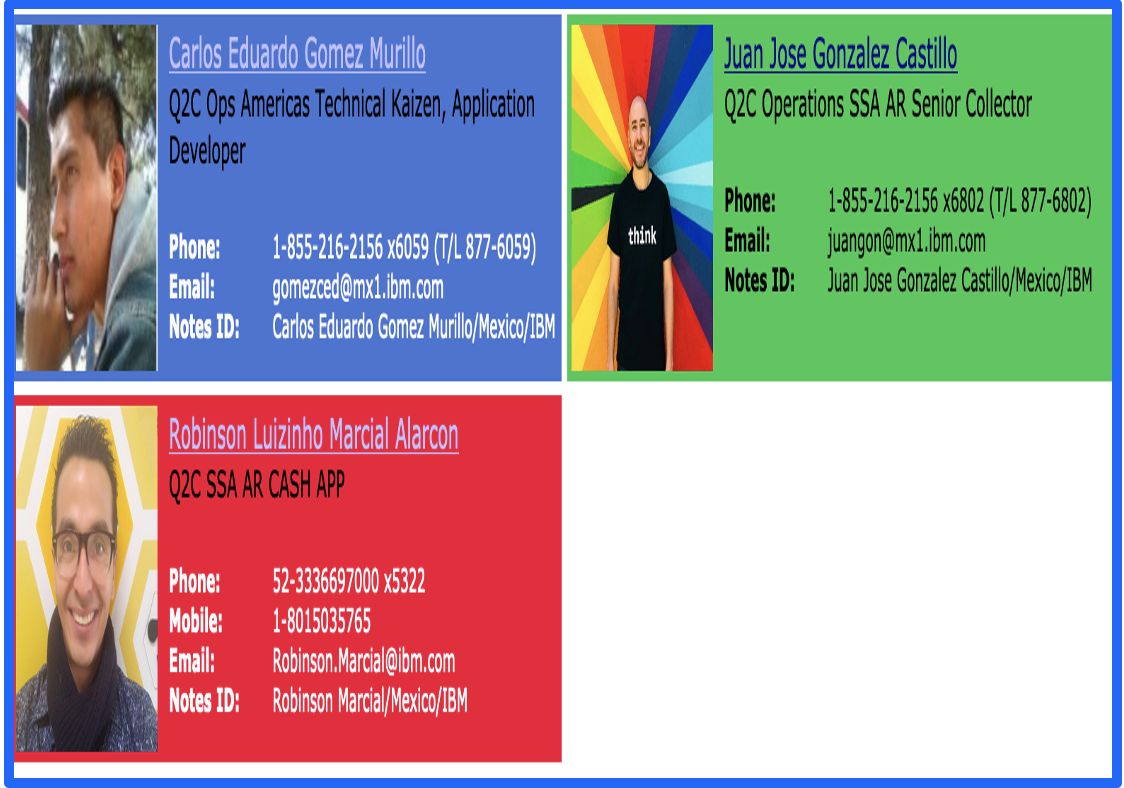 Carlos Eduardo Gomez Murillo
Q2C Ops Americas Technical Kaizen, Application
Developer
Phone: 1-855-216-2156 x6059 (T/L 877-6059)
Email: gomezced@mx1.ibm.com
Notes ID: Carlos Eduardo Gomez Murillo/Mexico/IBM
Juan Jose Gonzalez Castillo
Q2C Operations SSA AR Senior Collector
think
Phone: 1-855-216-2156 x6802 (T/L 877-6802)
Email: juangon@mx1.ibm.com
Notes ID: Juan Jose Gonzalez Castillo/Mexico/IBM
Robinson Luizinho Marcial Alarcon
Q2C SSA AR CASH APP
Phone: 52-3336697000 x5322
Mobile: 1-8015035765
Email: Robinson.Marcial@ibm.com
Notes ID: Robinson Marcial/Mexico/IBM